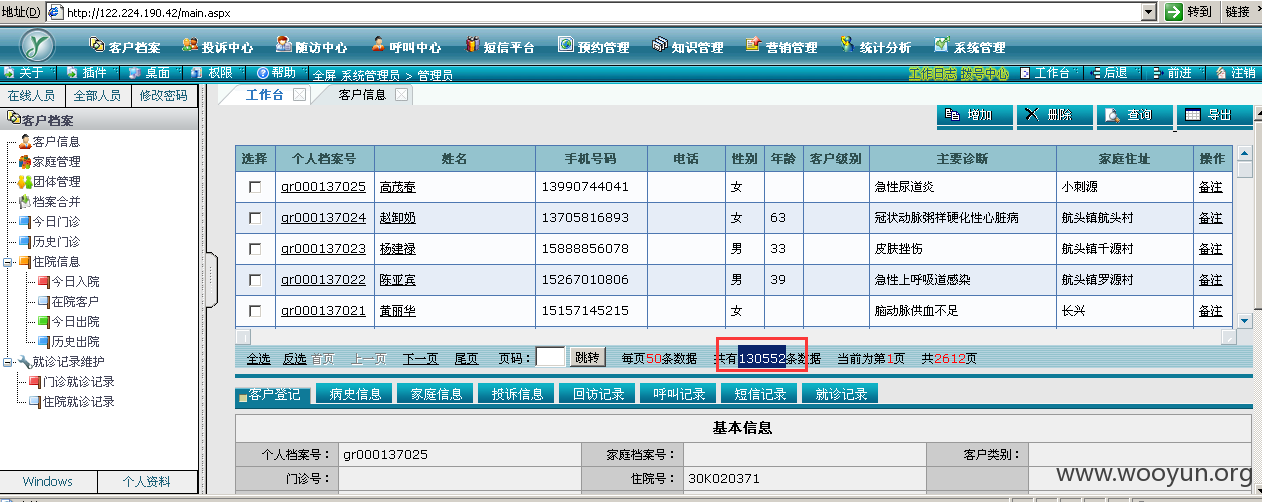 地址(D) http://122.224.190.42/main.aspx 转到 链接
客户档案 投诉中心 随访中心 呼叫中心 短信平台 预约管理 知识管理 营销管理 统计分析 系统管理
关于 插件 桌面 权限 帮助 全屏 系统管理员 > 管理员 工作日志 拨号中心 工作台 后退 前进 注销
在线人员 全部人员 修改密码 工作台 客户信息
客户档案
增加 删除 查询 导出
客户信息
家庭管理
团体管理
档案合并
今日门诊
历史门诊
住院信息
今日入院
在院客户
今日出院
历史出院
就诊记录维护
门诊就诊记录
住院就诊记录
Windows 个人资料
选择 个人档案号 姓名 手机号码 电话 性别 年龄 客户级别 主要诊断 家庭住址 操作
gr000137025 高茂春 13990744041 女 急性尿道炎 小刺源 备注
gr000137024 赵卸奶 13705816893 女 63 冠状动脉粥样硬化性心脏病 航头镇航头村 备注
gr000137023 杨建禄 15888856078 男 33 皮肤挫伤 航头镇千源村 备注
gr000137022 陈亚宾 15267010806 男 39 急性上呼吸道感染 航头镇罗源村 备注
gr000137021 黄丽华 15157145215 女 脑动脉供血不足 长兴 备注
全选 反选 首页 上一页 下一页 尾页 页码： 跳转 每页50条数据 共有130552条数据 当前为第1页 共2612页
客户登记 病史信息 家庭信息 投诉信息 回访记录 呼叫记录 短信记录 就诊记录
基本信息
个人档案号： gr000137025 家庭档案号： 客户类别：
门诊号： 住院号： 30K020371
www.wooyun.org